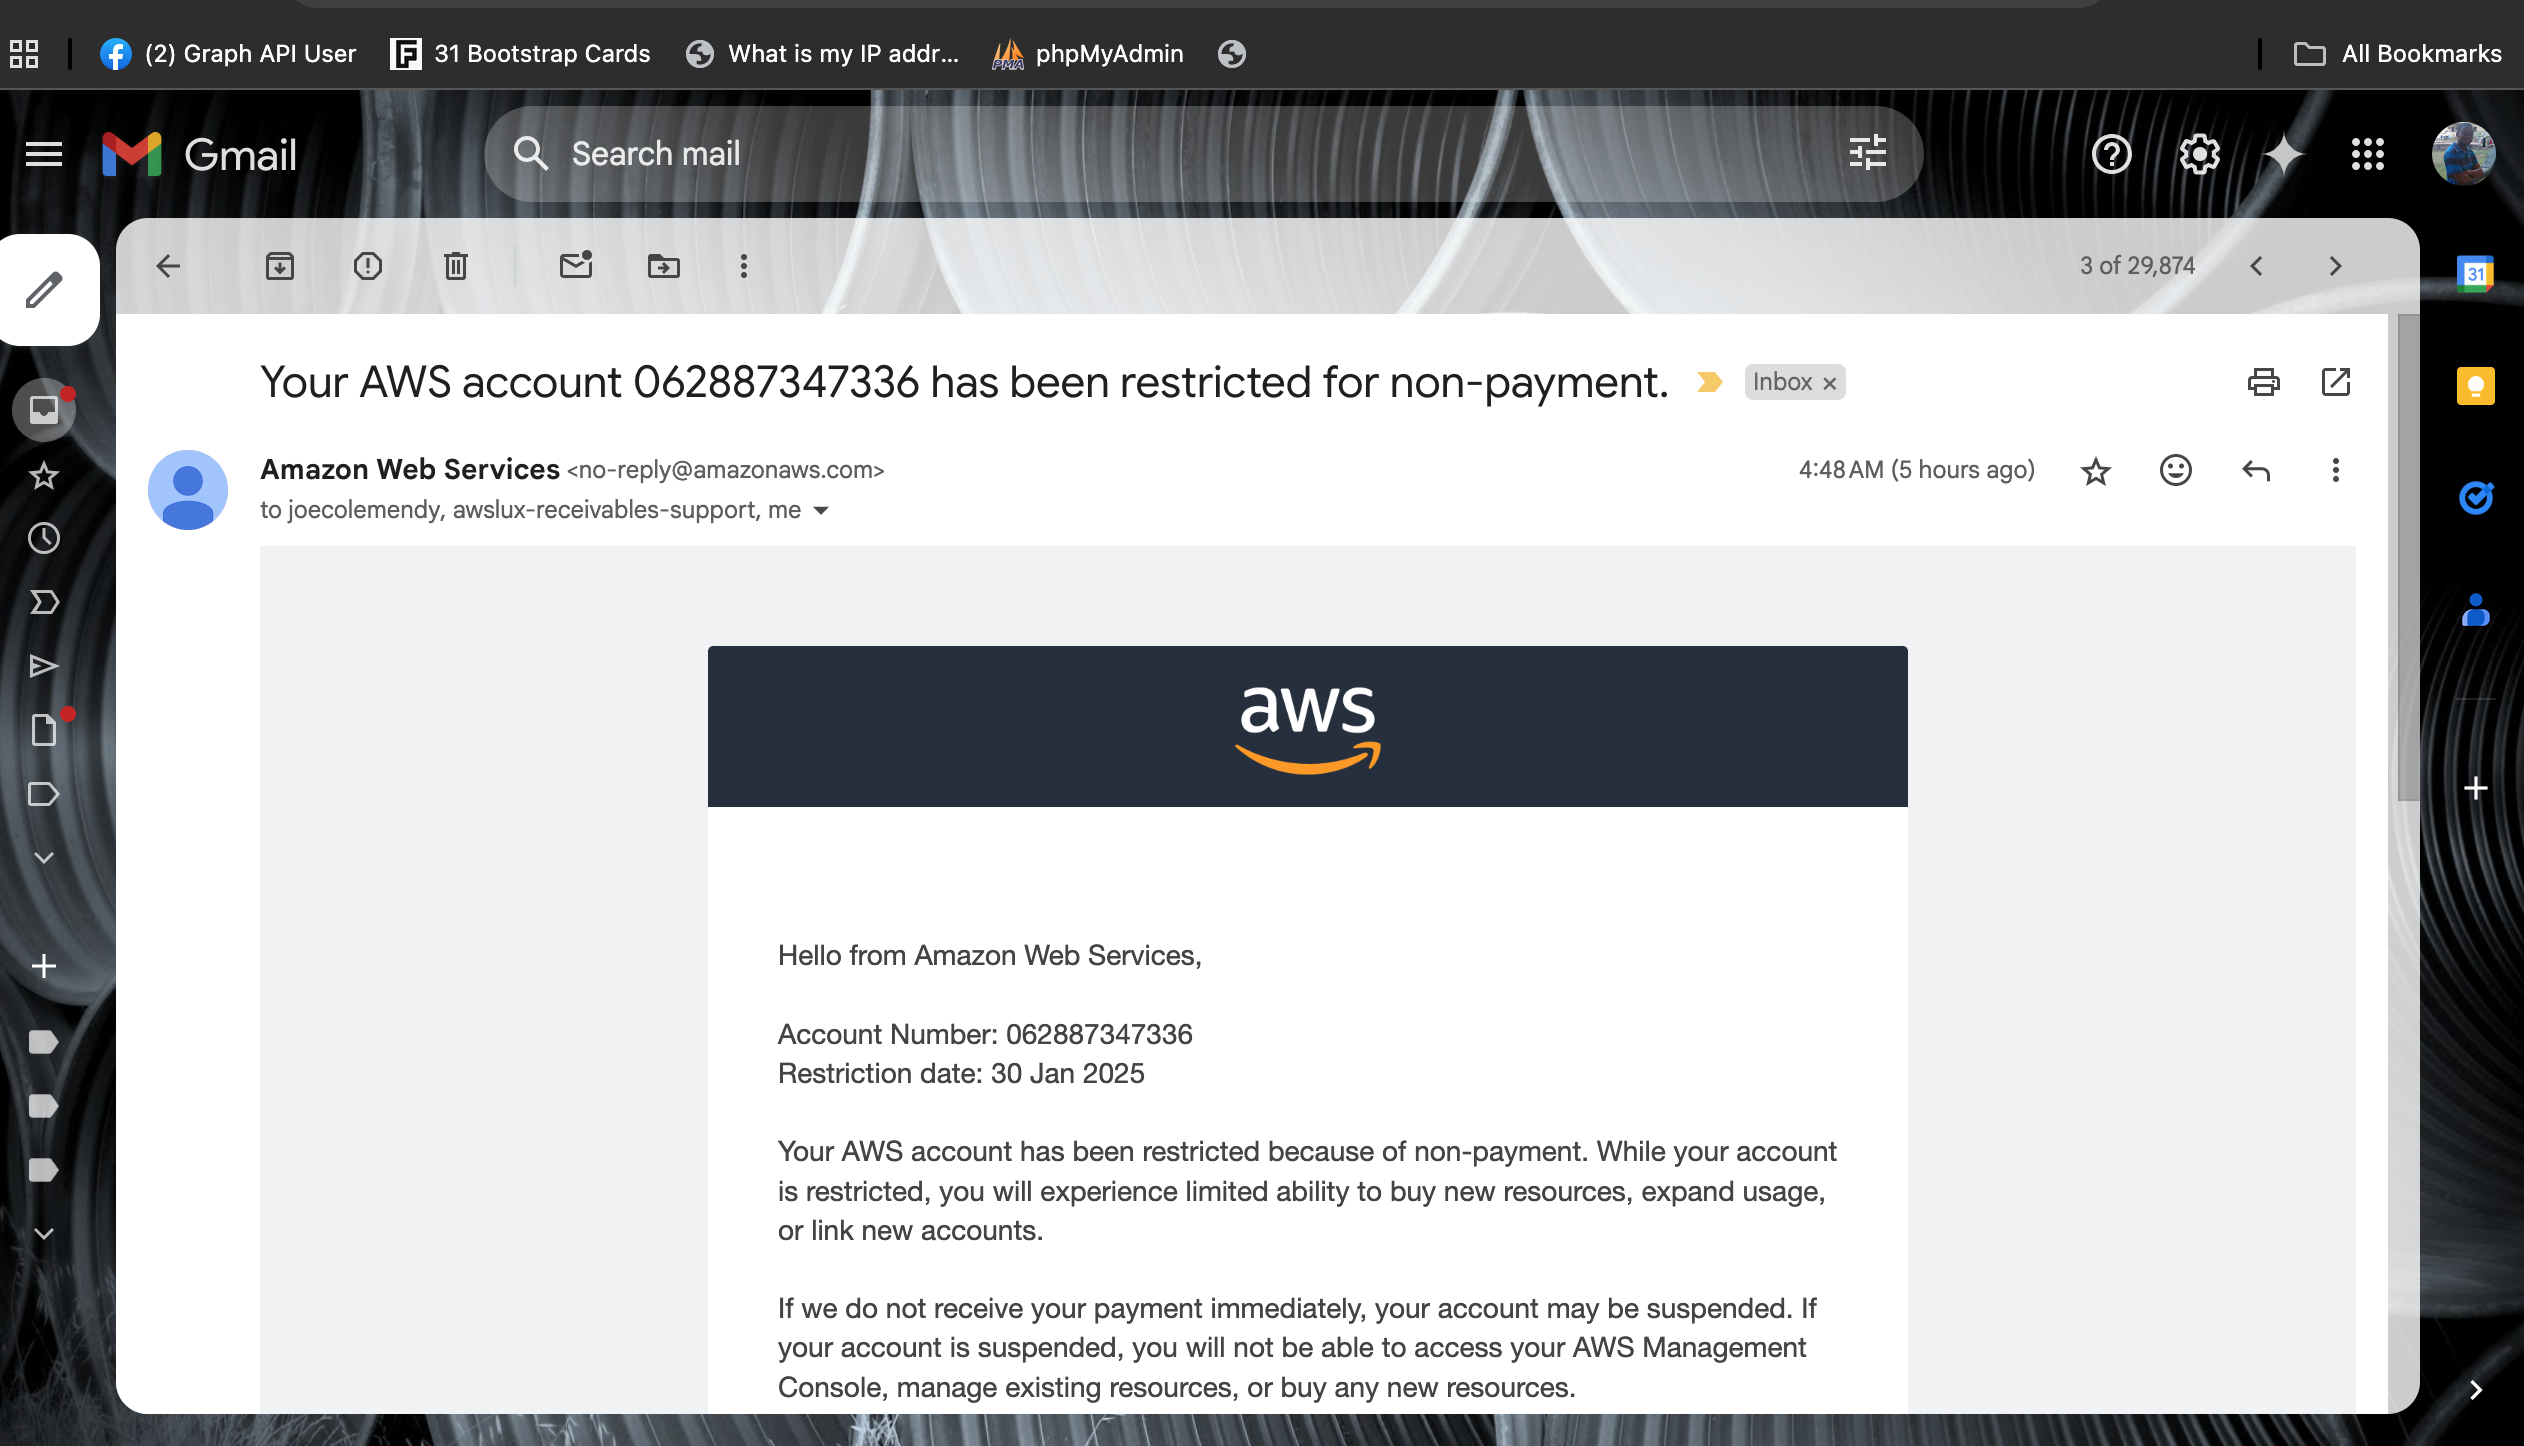 (2) Graph API User
31 Bootstrap Cards
What is my IP addr...
PMA
phpMyAdmin
All Bookmarks
Gmail
Search mail
3 of 29,874
31
Your AWS account 062887347336 has been restricted for non-payment.
Inbox ×
Amazon Web Services <no-reply@amazonaws.com>
4:48 AM (5 hours ago)
to joecolemendy, awslux-receivables-support, me
aws
Hello from Amazon Web Services,
Account Number: 062887347336
Restriction date: 30 Jan 2025
Your AWS account has been restricted because of non-payment. While your account
is restricted, you will experience limited ability to buy new resources, expand usage,
or link new accounts.
If we do not receive your payment immediately, your account may be suspended. If
your account is suspended, you will not be able to access your AWS Management
Console, manage existing resources, or buy any new resources.